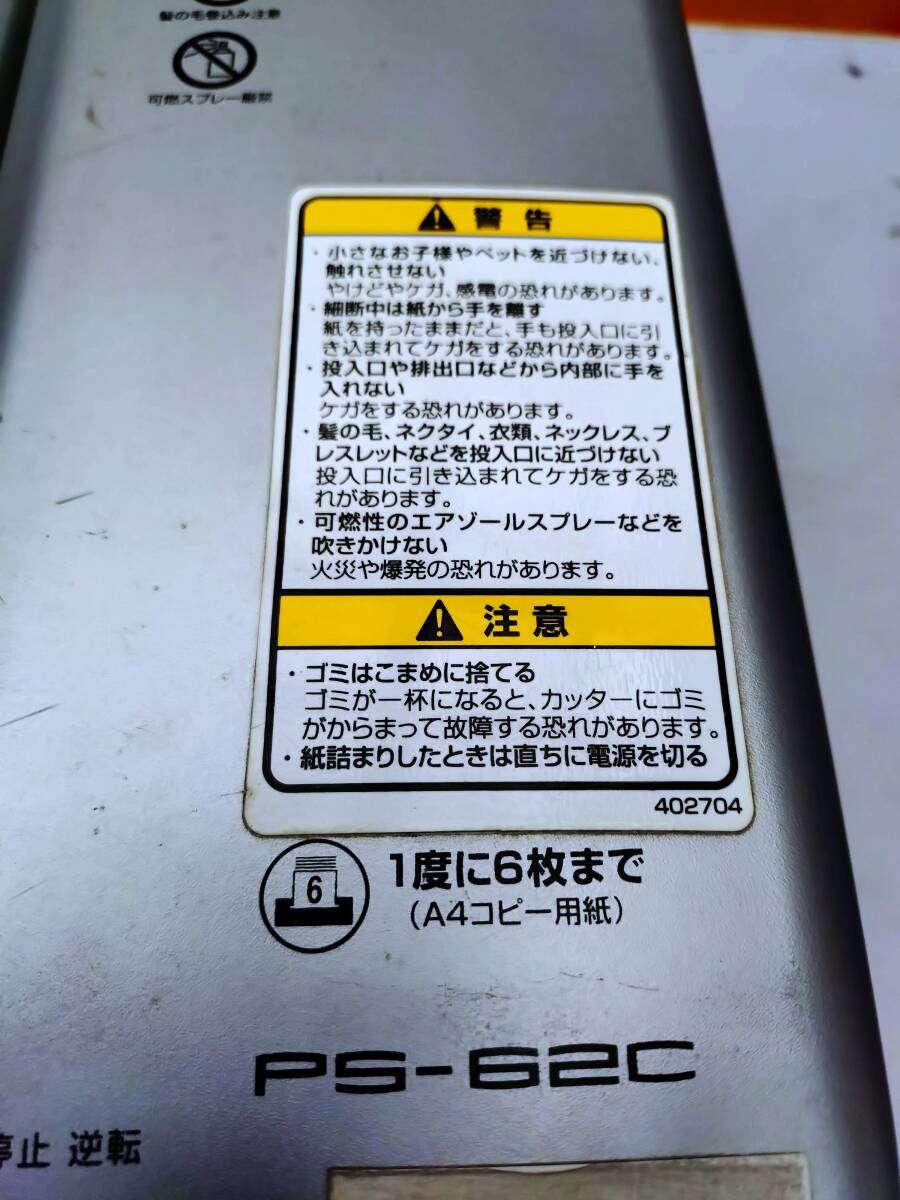 髪の毛巻込み注意
可燃スプレー厳禁
警告
・小さなお子様やペットを近づけない、
触れさせない
やけどやケガ、感電の恐れがあります。
・細断中は紙から手を離す
紙を持ったままだと、手も投入口に引
き込まれてケガをする恐れがあります。
・投入口や排出口などから内部に手を
入れない
ケガをする恐れがあります。
・髪の毛、ネクタイ、衣類、ネックレス、ブ
レスレットなどを投入口に近づけない
投入口に引き込まれてケガをする恐
れがあります。
・可燃性のエアゾールスプレーなどを
吹きかけない
火災や爆発の恐れがあります。
注意
・ゴミはこまめに捨てる
ゴミが一杯になると、カッターにゴミ
がからまって故障する恐れがあります。
・紙詰まりしたときは直ちに電源を切る
402704
6
1度に6枚まで
(A4コピー用紙)
PS-62C
停止 逆転